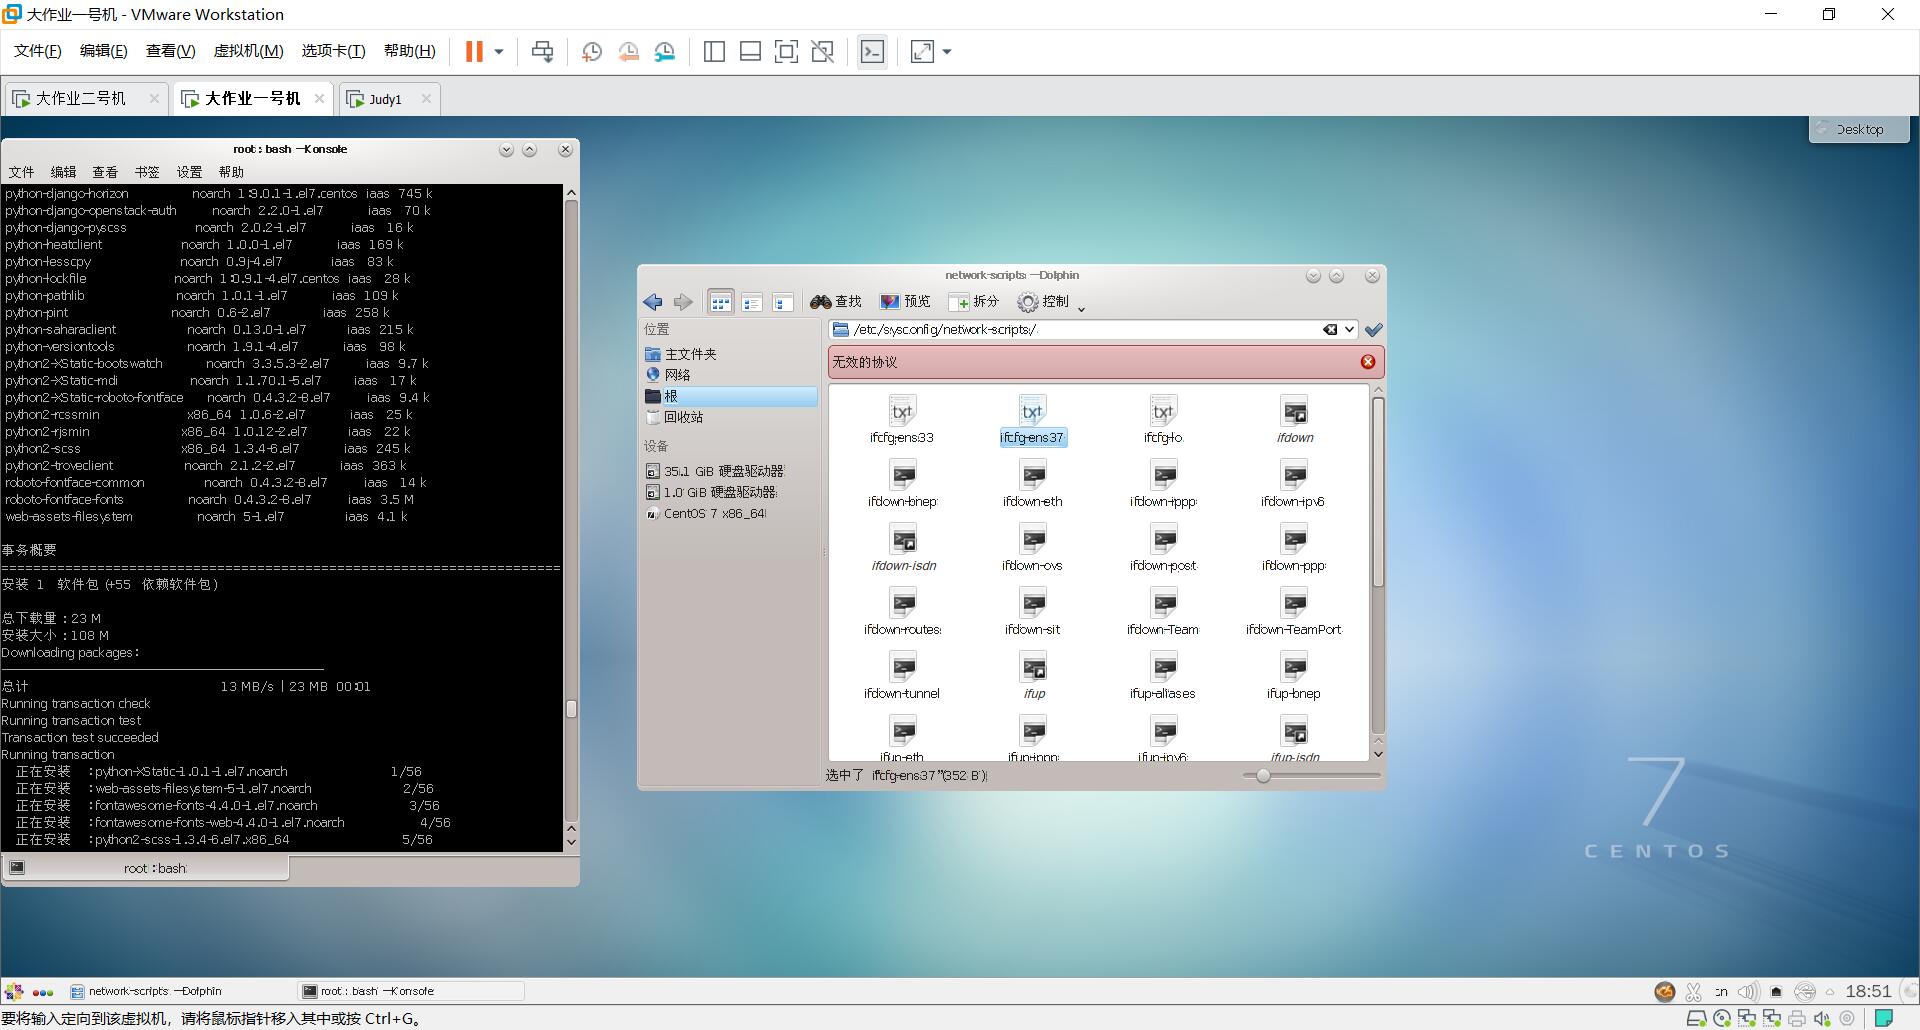 大作业一号机 - VMware Workstation
文件(F) 编辑(E) 查看(V) 虚拟机(M) 选项卡(T) 帮助(H)
大作业二号机 大作业一号机 Judy1
Desktop
root : bash — Konsole
文件 编辑 查看 书签 设置 帮助
python-django-horizon noarch 1:9.0.1-1.el7.centos iaas 745 k
python-django-openstack-auth noarch 2.2.0-1.el7 iaas 70 k
python-django-pyscss noarch 2.0.2-1.el7 iaas 16 k
python-heatclient noarch 1.0.0-1.el7 iaas 169 k
python-lesscpy noarch 0.9j-4.el7 iaas 83 k
python-lockfile noarch 1:0.9.1-4.el7.centos iaas 28 k
python-pathlib noarch 1.0.1-1.el7 iaas 109 k
python-pint noarch 0.6-2.el7 iaas 258 k
python-saharaclient noarch 0.13.0-1.el7 iaas 215 k
python-versiontools noarch 1.9.1-4.el7 iaas 98 k
python2-XStatic-bootswatch noarch 3.3.5.3-2.el7 iaas 9.7 k
python2-XStatic-mdi noarch 1.1.70.1-5.el7 iaas 17 k
python2-XStatic-roboto-fontface noarch 0.4.3.2-8.el7 iaas 9.4 k
python2-rcssmin x86_64 1.0.6-2.el7 iaas 25 k
python2-rjsmin x86_64 1.0.12-2.el7 iaas 22 k
python2-scss x86_64 1.3.4-6.el7 iaas 245 k
python2-troveclient noarch 2.1.2-2.el7 iaas 363 k
roboto-fontface-common noarch 0.4.3.2-8.el7 iaas 14 k
roboto-fontface-fonts noarch 0.4.3.2-8.el7 iaas 3.5 M
web-assets-filesystem noarch 5-1.el7 iaas 4.1 k
事务概要
安装 1 软件包 (+55 依赖软件包)
总下载量：23 M
安装大小：108 M
Downloading packages:
总计 13 MB/s | 23 MB 00:01
Running transaction check
Running transaction test
Transaction test succeeded
Running transaction
正在安装 : python-XStatic-1.0.1-1.el7.noarch 1/56
正在安装 : web-assets-filesystem-5-1.el7.noarch 2/56
正在安装 : fontawesome-fonts-4.4.0-1.el7.noarch 3/56
正在安装 : fontawesome-fonts-web-4.4.0-1.el7.noarch 4/56
正在安装 : python2-scss-1.3.4-6.el7.x86_64 5/56
root : bash
network-scripts — Dolphin
查找 预览 拆分 控制
位置
主文件夹
网络
根
回收站
设备
35.1 GiB 硬盘驱动器
1.0 GiB 硬盘驱动器
CentOS 7 x86_64
/etc/sysconfig/network-scripts/
无效的协议
ifcfg-ens33 ifcfg-ens37 ifcfg-lo ifdown
ifdown-bnep ifdown-eth ifdown-ippp ifdown-ipv6
ifdown-isdn ifdown-ovs ifdown-post ifdown-ppp
ifdown-routes ifdown-sit ifdown-Team ifdown-TeamPort
ifdown-tunnel ifup ifup-aliases ifup-bnep
ifup-eth ifup-ippp ifup-ipv6 ifup-isdn
选中了 ifcfg-ens37"(352 B)
7
CENTOS
network-scripts — Dolphin root : bash — Konsole
18:51
要将输入定向到该虚拟机，请将鼠标指针移入其中或按 Ctrl+G。